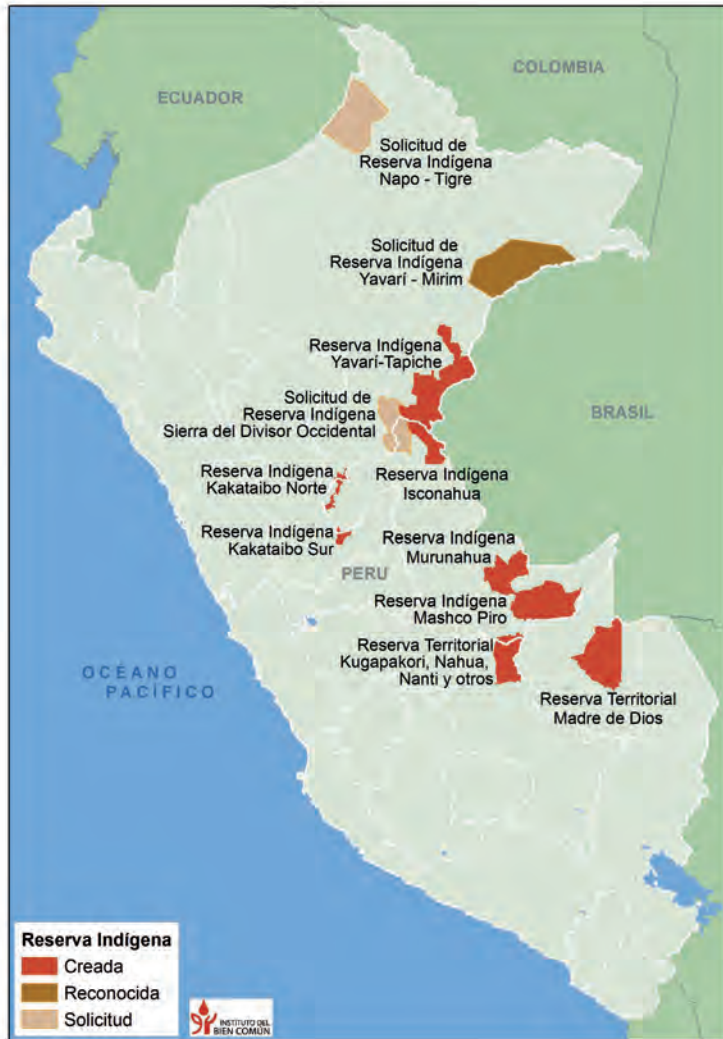 ECUADOR
COLOMBIA
Solicitud de
Reserva Indígena
Napo - Tigre
Solicitud de
Reserva Indígena
Yavarí - Mirim
Reserva Indígena
Yavarí-Tapiche
Solicitud de
Reserva Indígena
Sierra del Divisor Occidental
BRASIL
Reserva Indígena
Kakataibo Norte
Reserva Indígena
Isconahua
Reserva Indígena
Kakataibo Sur
Reserva Indígena
Murunahua
PERU
Reserva Indígena
Mashco Piro
Reserva Territorial
Kugapakori, Nahua,
Nanti y otros
OCÉANO
PACÍFICO
Reserva Territorial
Madre de Dios
Reserva Indígena
Creada
Reconocida
Solicitud
INSTITUTO DEL
BIEN COMÚN